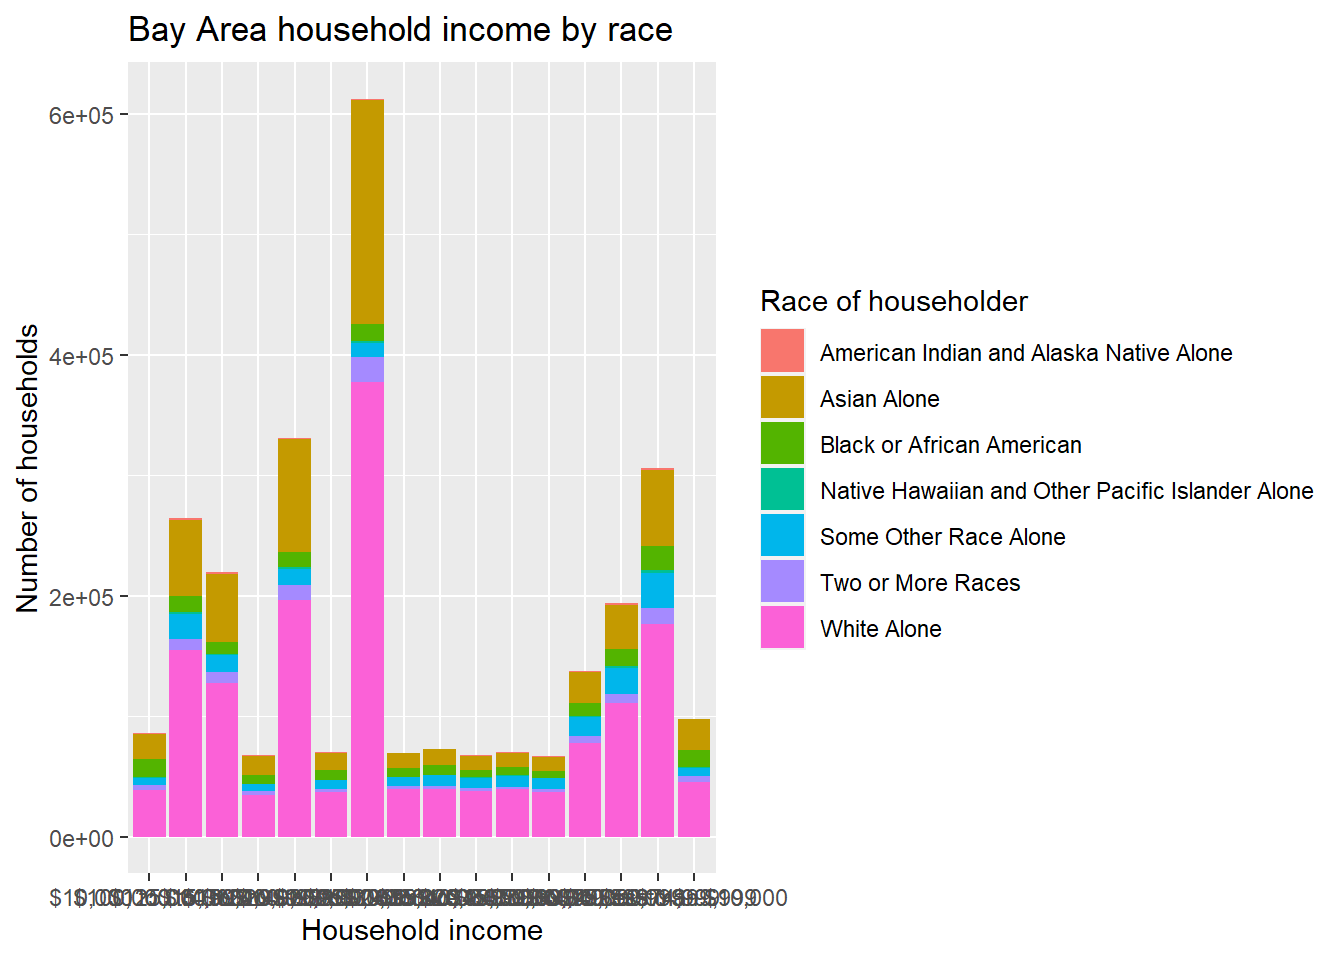 Bay Area household income by race
6e+05
4e+05
2e+05
0e+00
Number of households
Household income
Race of householder
American Indian and Alaska Native Alone
Asian Alone
Black or African American
Native Hawaiian and Other Pacific Islander Alone
Some Other Race Alone
Two or More Races
White Alone